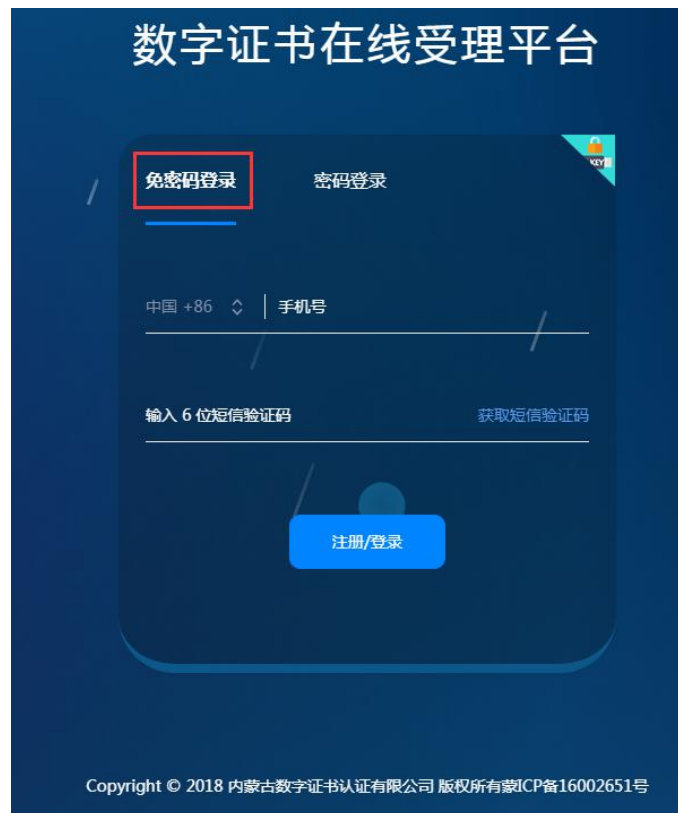 数字证书在线受理平台
KEY
免密码登录 密码登录
中国 +86 手机号
输入 6 位短信验证码 获取短信验证码
注册/登录
Copyright © 2018 内蒙古数字证书认证有限公司 版权所有蒙ICP备16002651号